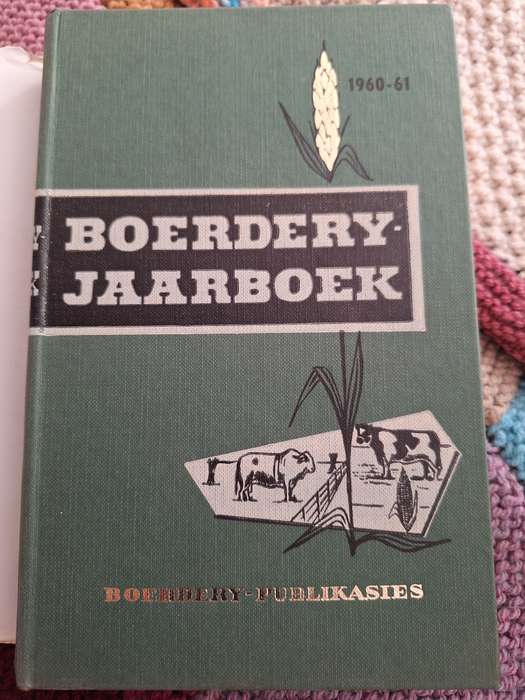 1960-61
BOERDERY-
JAARBOEK
BOERDERY-PUBLIKASIES